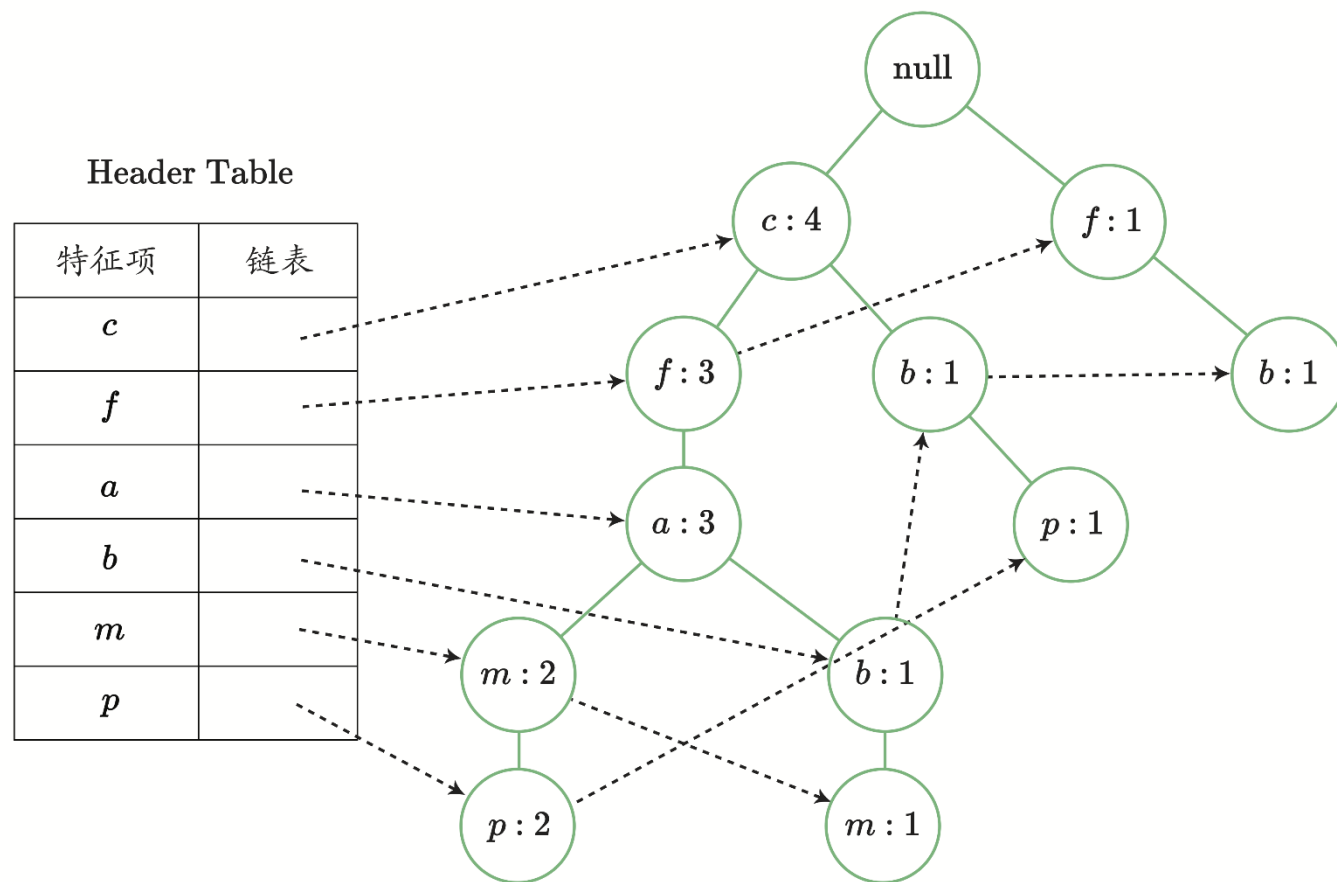 null
Header Table
特征项 链表
c
f
a
b
m
p
c : 4
f : 1
f : 3
b : 1
b : 1
a : 3
p : 1
m : 2
b : 1
p : 2
m : 1